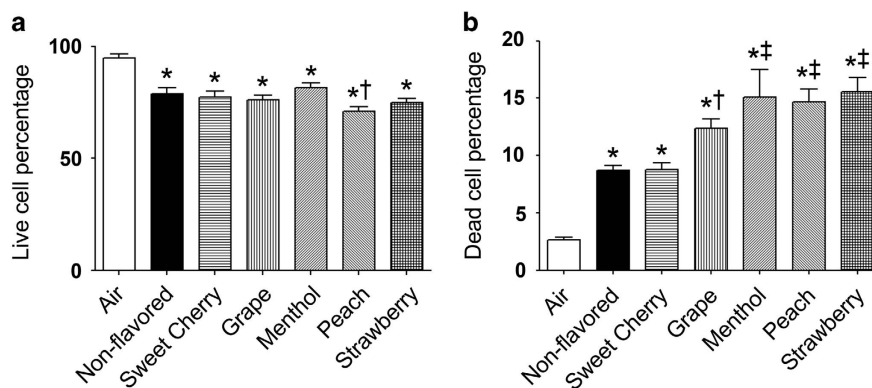 a
Live cell percentage
100
50
0
*
*
*
*
*†
*
Air
Non-flavored
Sweet Cherry
Grape
Menthol
Peach
Strawberry
b
Dead cell percentage
20
15
10
5
0
*
*
*†
*‡
*‡
*‡
Air
Non-flavored
Sweet Cherry
Grape
Menthol
Peach
Strawberry